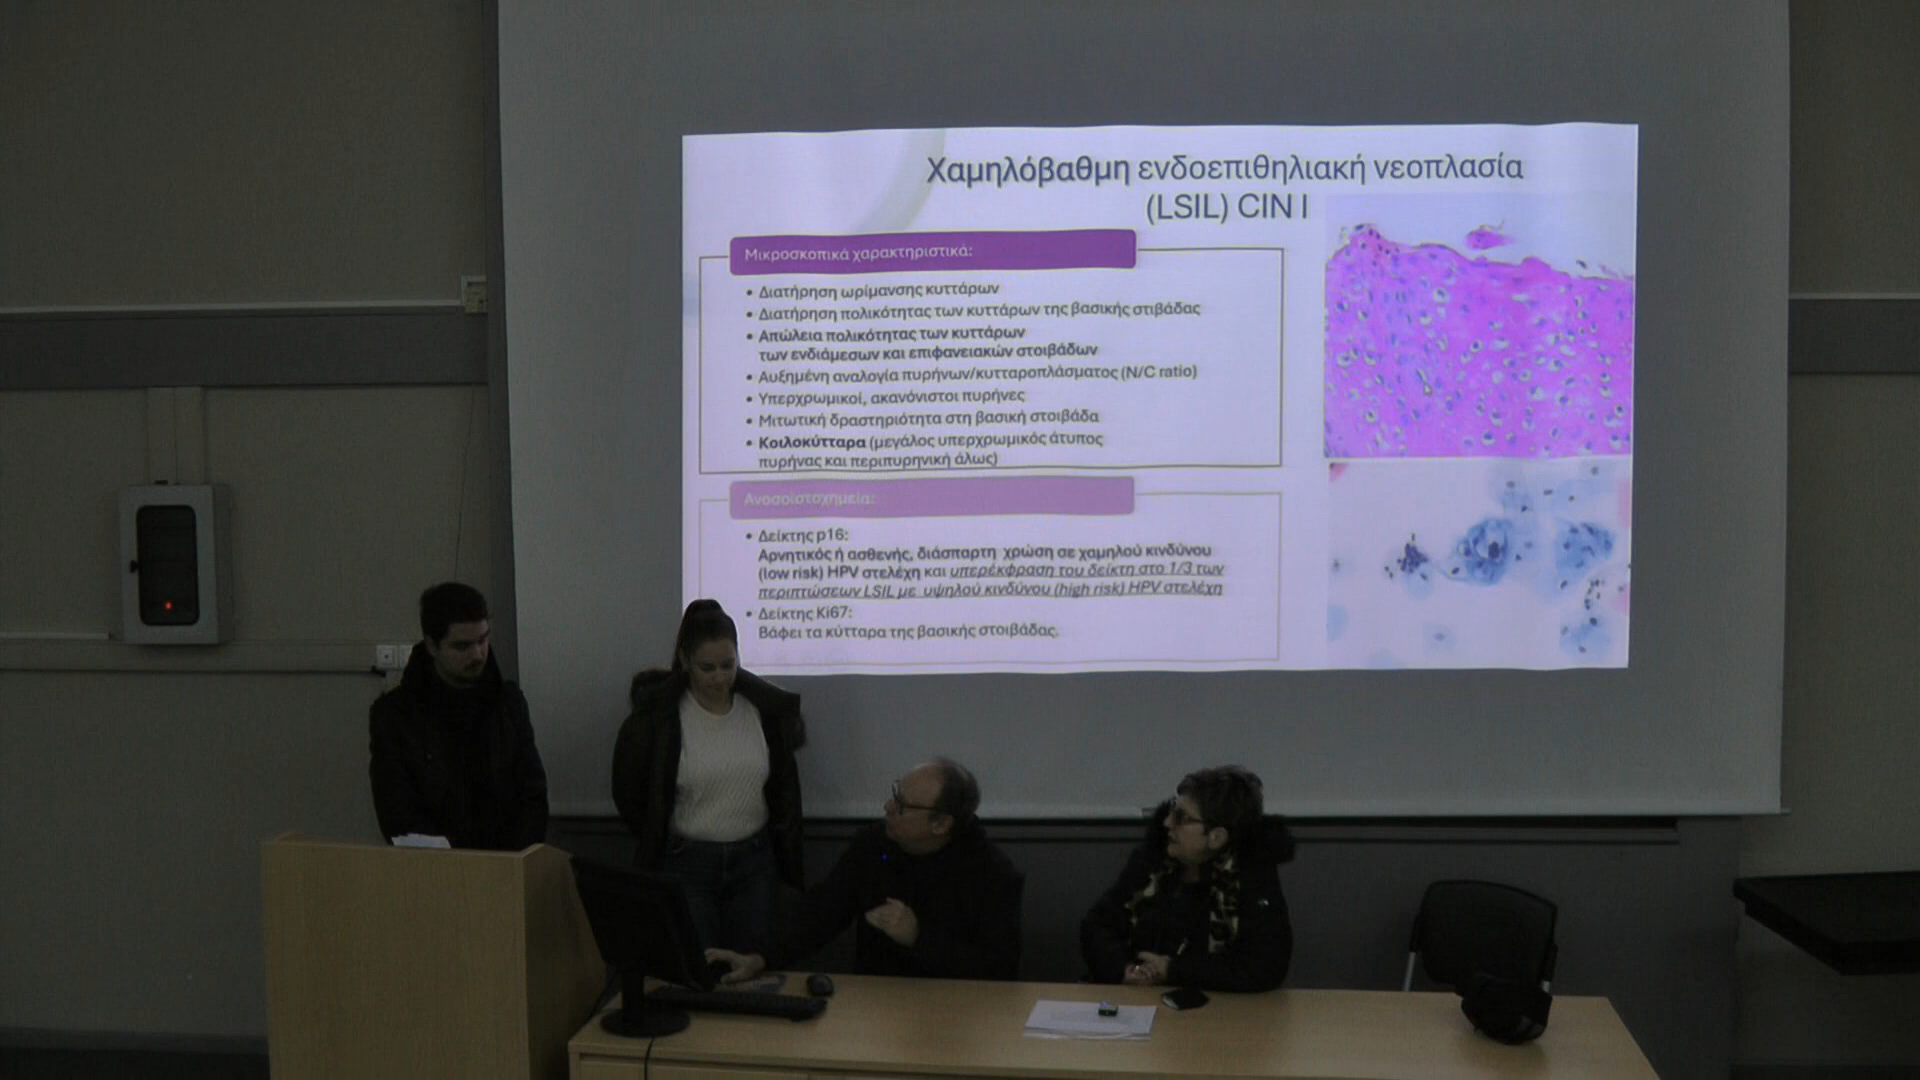 Χαμηλόβαθμη ενδοεπιθηλιακή νεοπλασία
(LSIL) CIN I
Μικροσκοπικά χαρακτηριστικά:
• Διατήρηση ωρίμανσης κυττάρων
• Διατήρηση πολικότητας των κυττάρων της βασικής στιβάδας
• Απώλεια πολικότητας των κυττάρων
των ενδιάμεσων και επιφανειακών στοιβάδων
• Αυξημένη αναλογία πυρήνων/κυτταροπλάσματος (N/C ratio)
• Υπερχρωμικοί, ακανόνιστοι πυρήνες
• Μιτωτική δραστηριότητα στη βασική στοιβάδα
• Κοιλοκύτταρα (μεγάλος υπερχρωμικός άτυπος
πυρήνας και περιπυρηνική άλως)
Ανοσοϊστοχημεία:
• Δείκτης p16:
Αρνητικός ή ασθενής, διάσπαρτη χρώση σε χαμηλού κινδύνου
(low risk) HPV στελέχη και υπερέκφραση του δείκτη στο 1/3 των
περιπτώσεων LSIL με υψηλού κινδύνου (high risk) HPV στελέχη
• Δείκτης Ki67:
Βάφει τα κύτταρα της βασικής στοιβάδας.